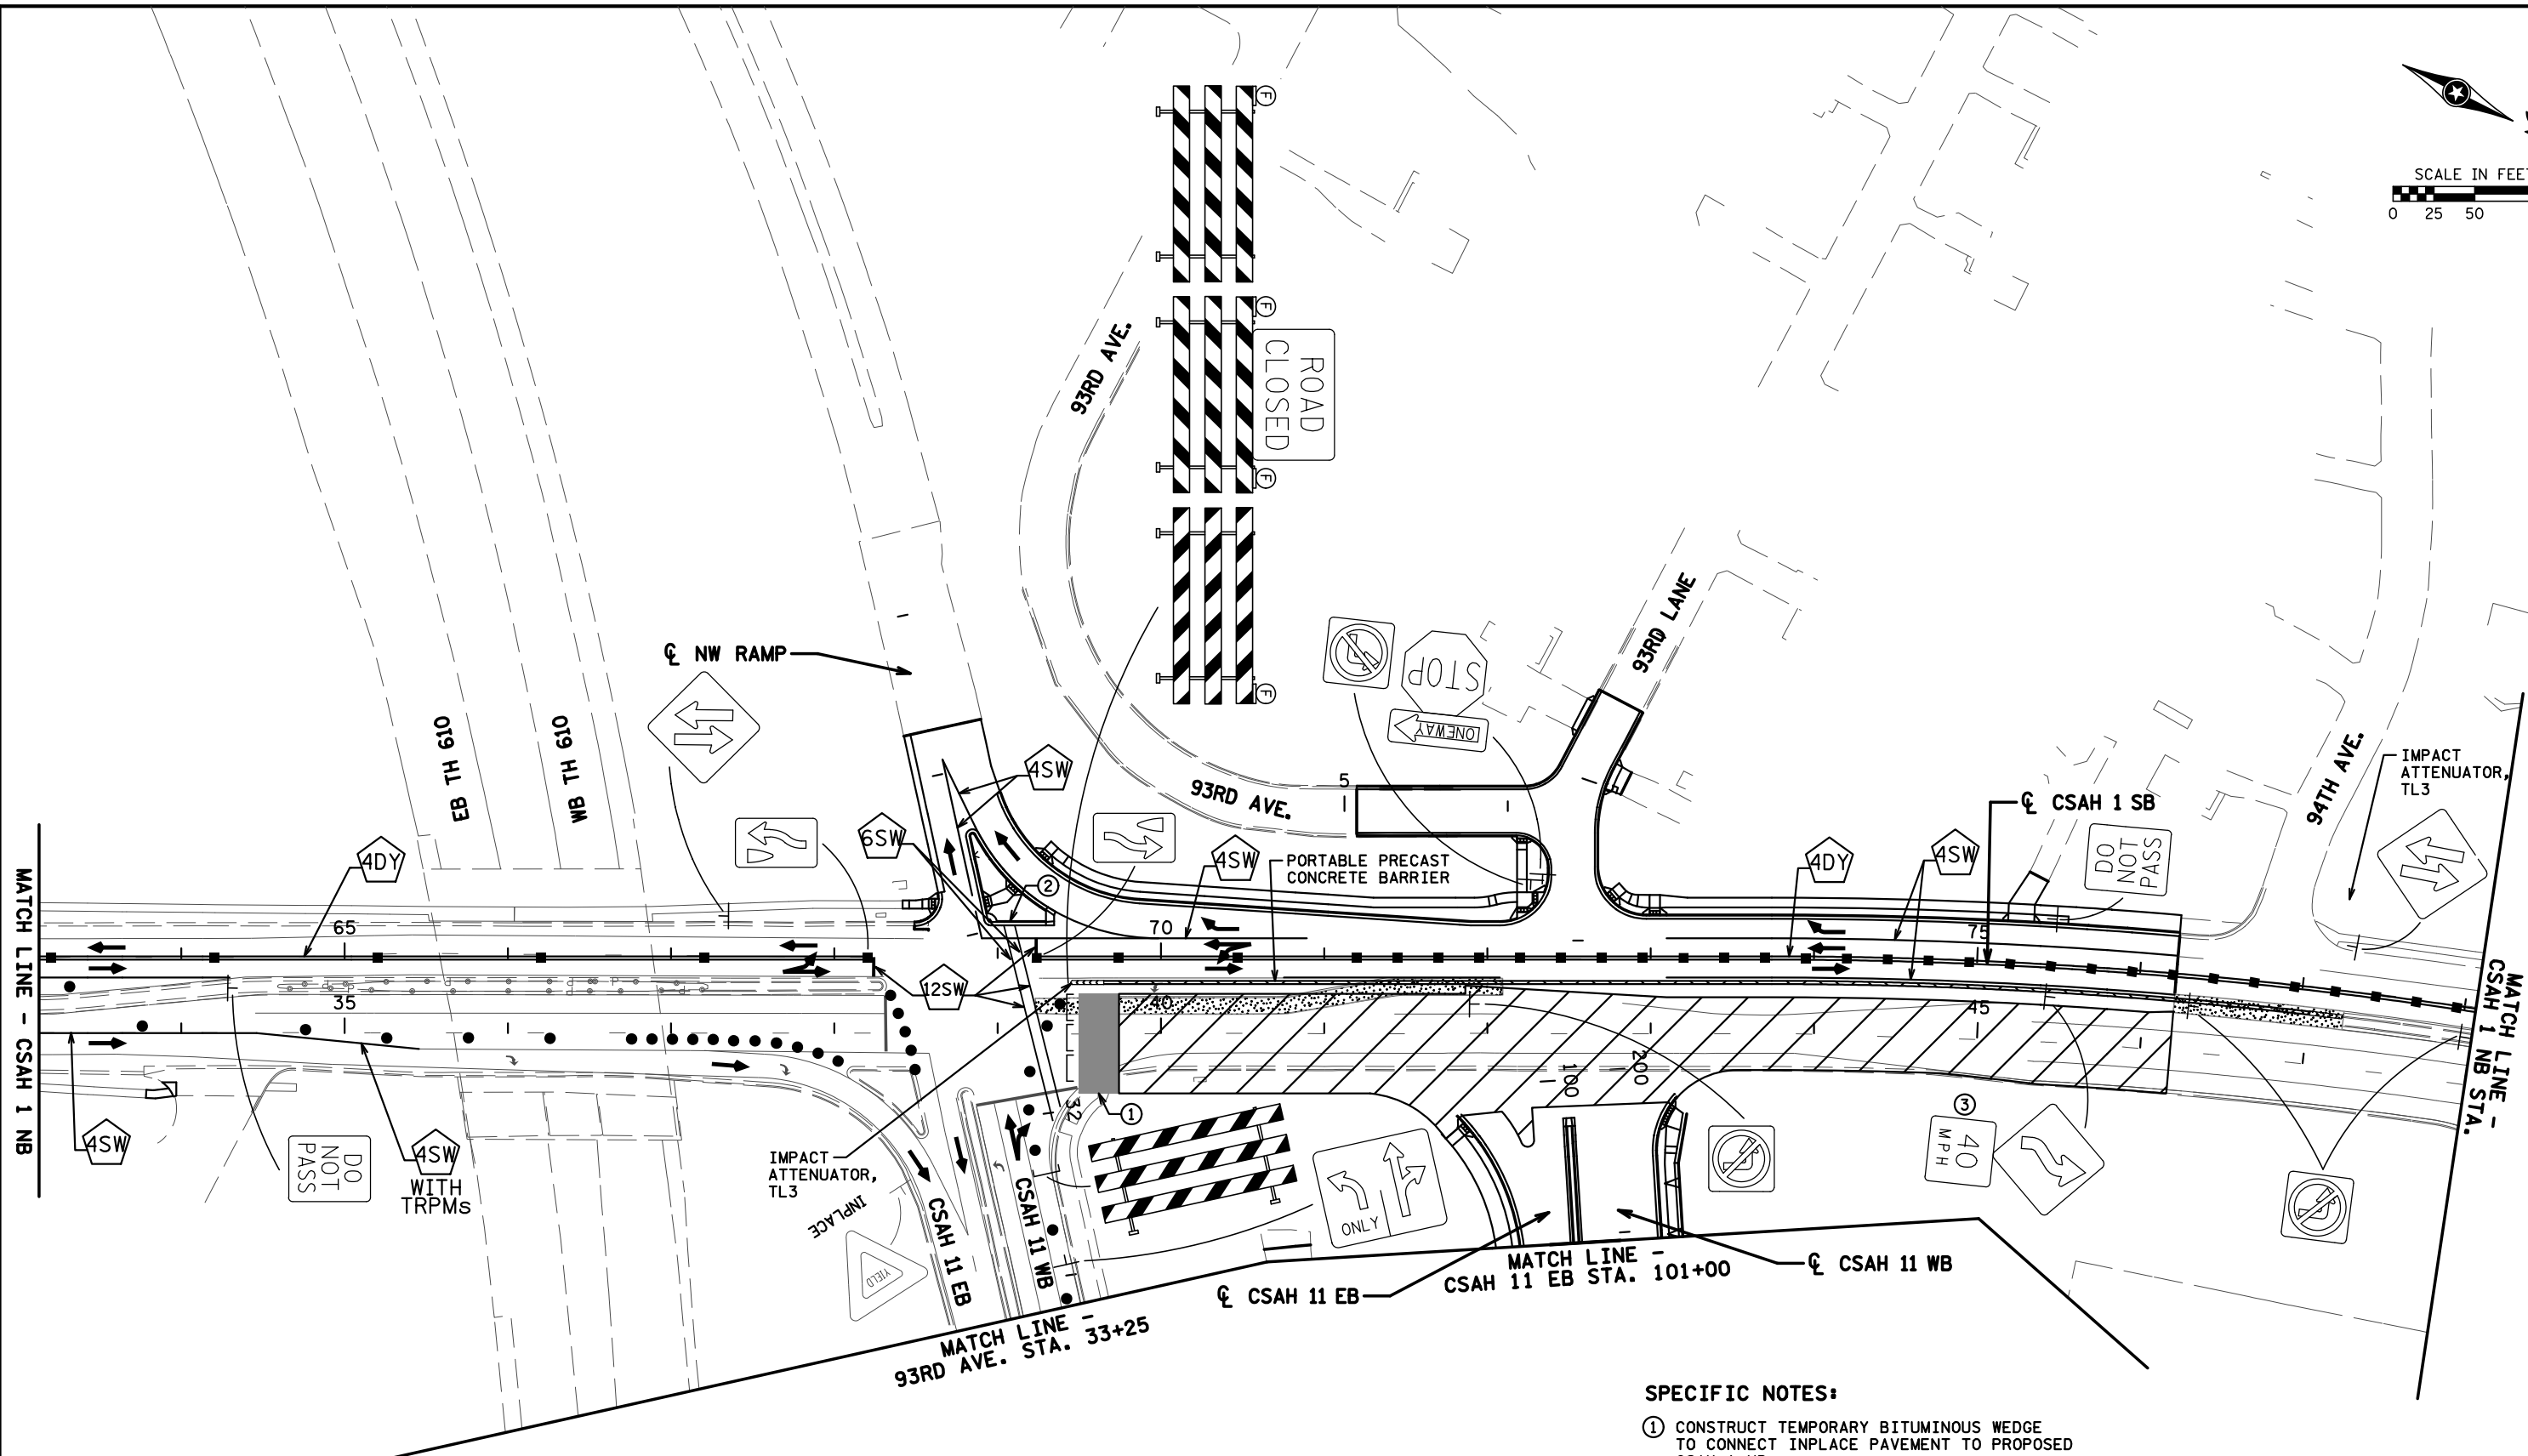 SCALE IN FEET
0 25 50
ROAD
CLOSED
F
F
F
F
93RD AVE.
93RD LANE
STOP
ONEWAY
℄ NW RAMP
EB TH 610
WB TH 610
4SW
6SW
2
93RD AVE.
5
4SW
PORTABLE PRECAST
CONCRETE BARRIER
4DY
4SW
℄ CSAH 1 SB
DO
NOT
PASS
94TH AVE.
IMPACT
ATTENUATOR,
TL3
4DY
65
70
75
MATCH LINE - CSAH 1 NB
35
12SW
40
45
MATCH LINE -
CSAH 1 NB STA.
4SW
DO
NOT
PASS
4SW
WITH
TRPMs
IMPACT
ATTENUATOR,
TL3
INPLACE
YIELD
CSAH 11 EB
CSAH 11 WB
32
1
ONLY
100
200
3
40
MPH
℄ CSAH 11 EB
MATCH LINE -
CSAH 11 EB STA. 101+00
℄ CSAH 11 WB
MATCH LINE -
93RD AVE. STA. 33+25
SPECIFIC NOTES:
1 CONSTRUCT TEMPORARY BITUMINOUS WEDGE
TO CONNECT INPLACE PAVEMENT TO PROPOSED